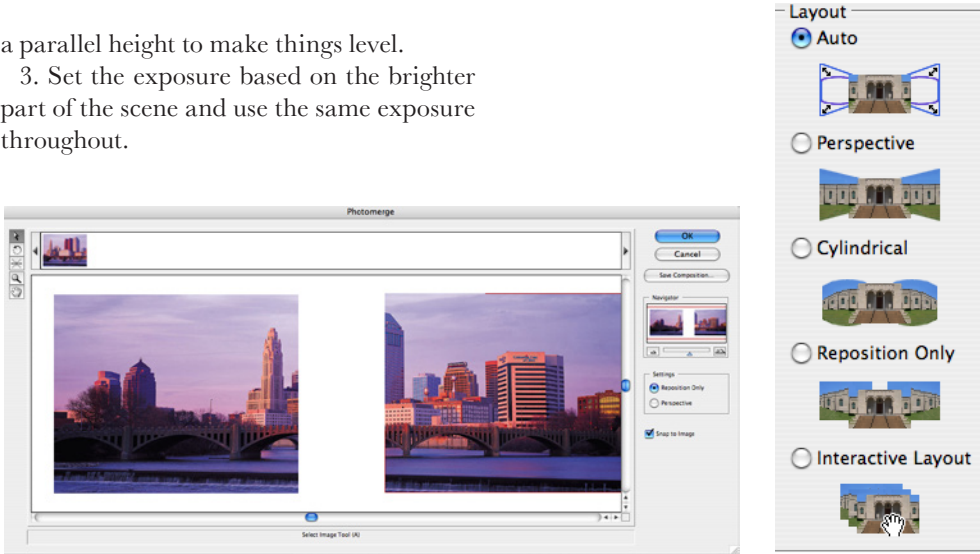 a parallel height to make things level.
3. Set the exposure based on the brighter
part of the scene and use the same exposure
throughout.
Photomerge
OK
Cancel
Save Composition...
Navigator
Settings
Reposition Only
Perspective
Snap to Image
Select Image Tool (A)
Layout
Auto
Perspective
Cylindrical
Reposition Only
Interactive Layout